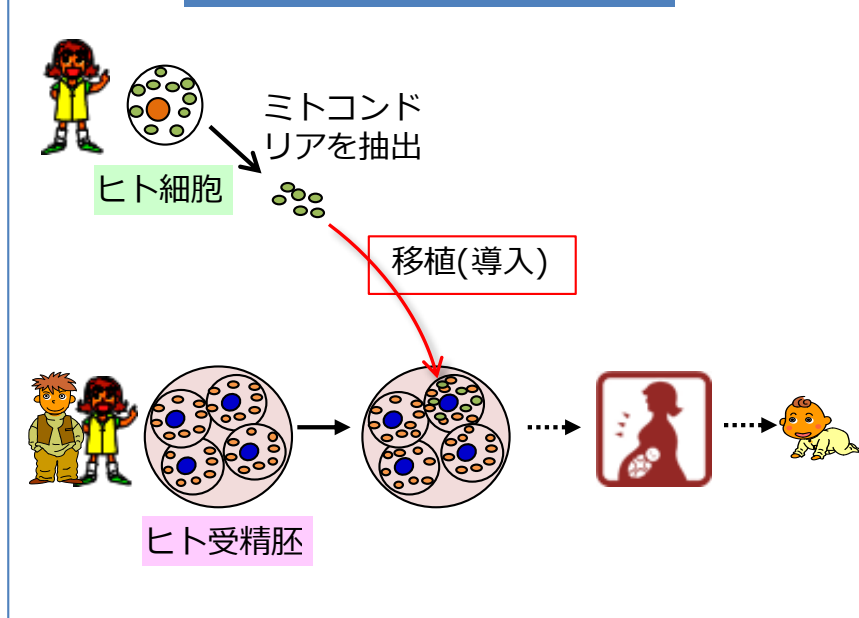 ミトコンド
リアを抽出
ヒト細胞
移植(導入)
ヒト受精胚